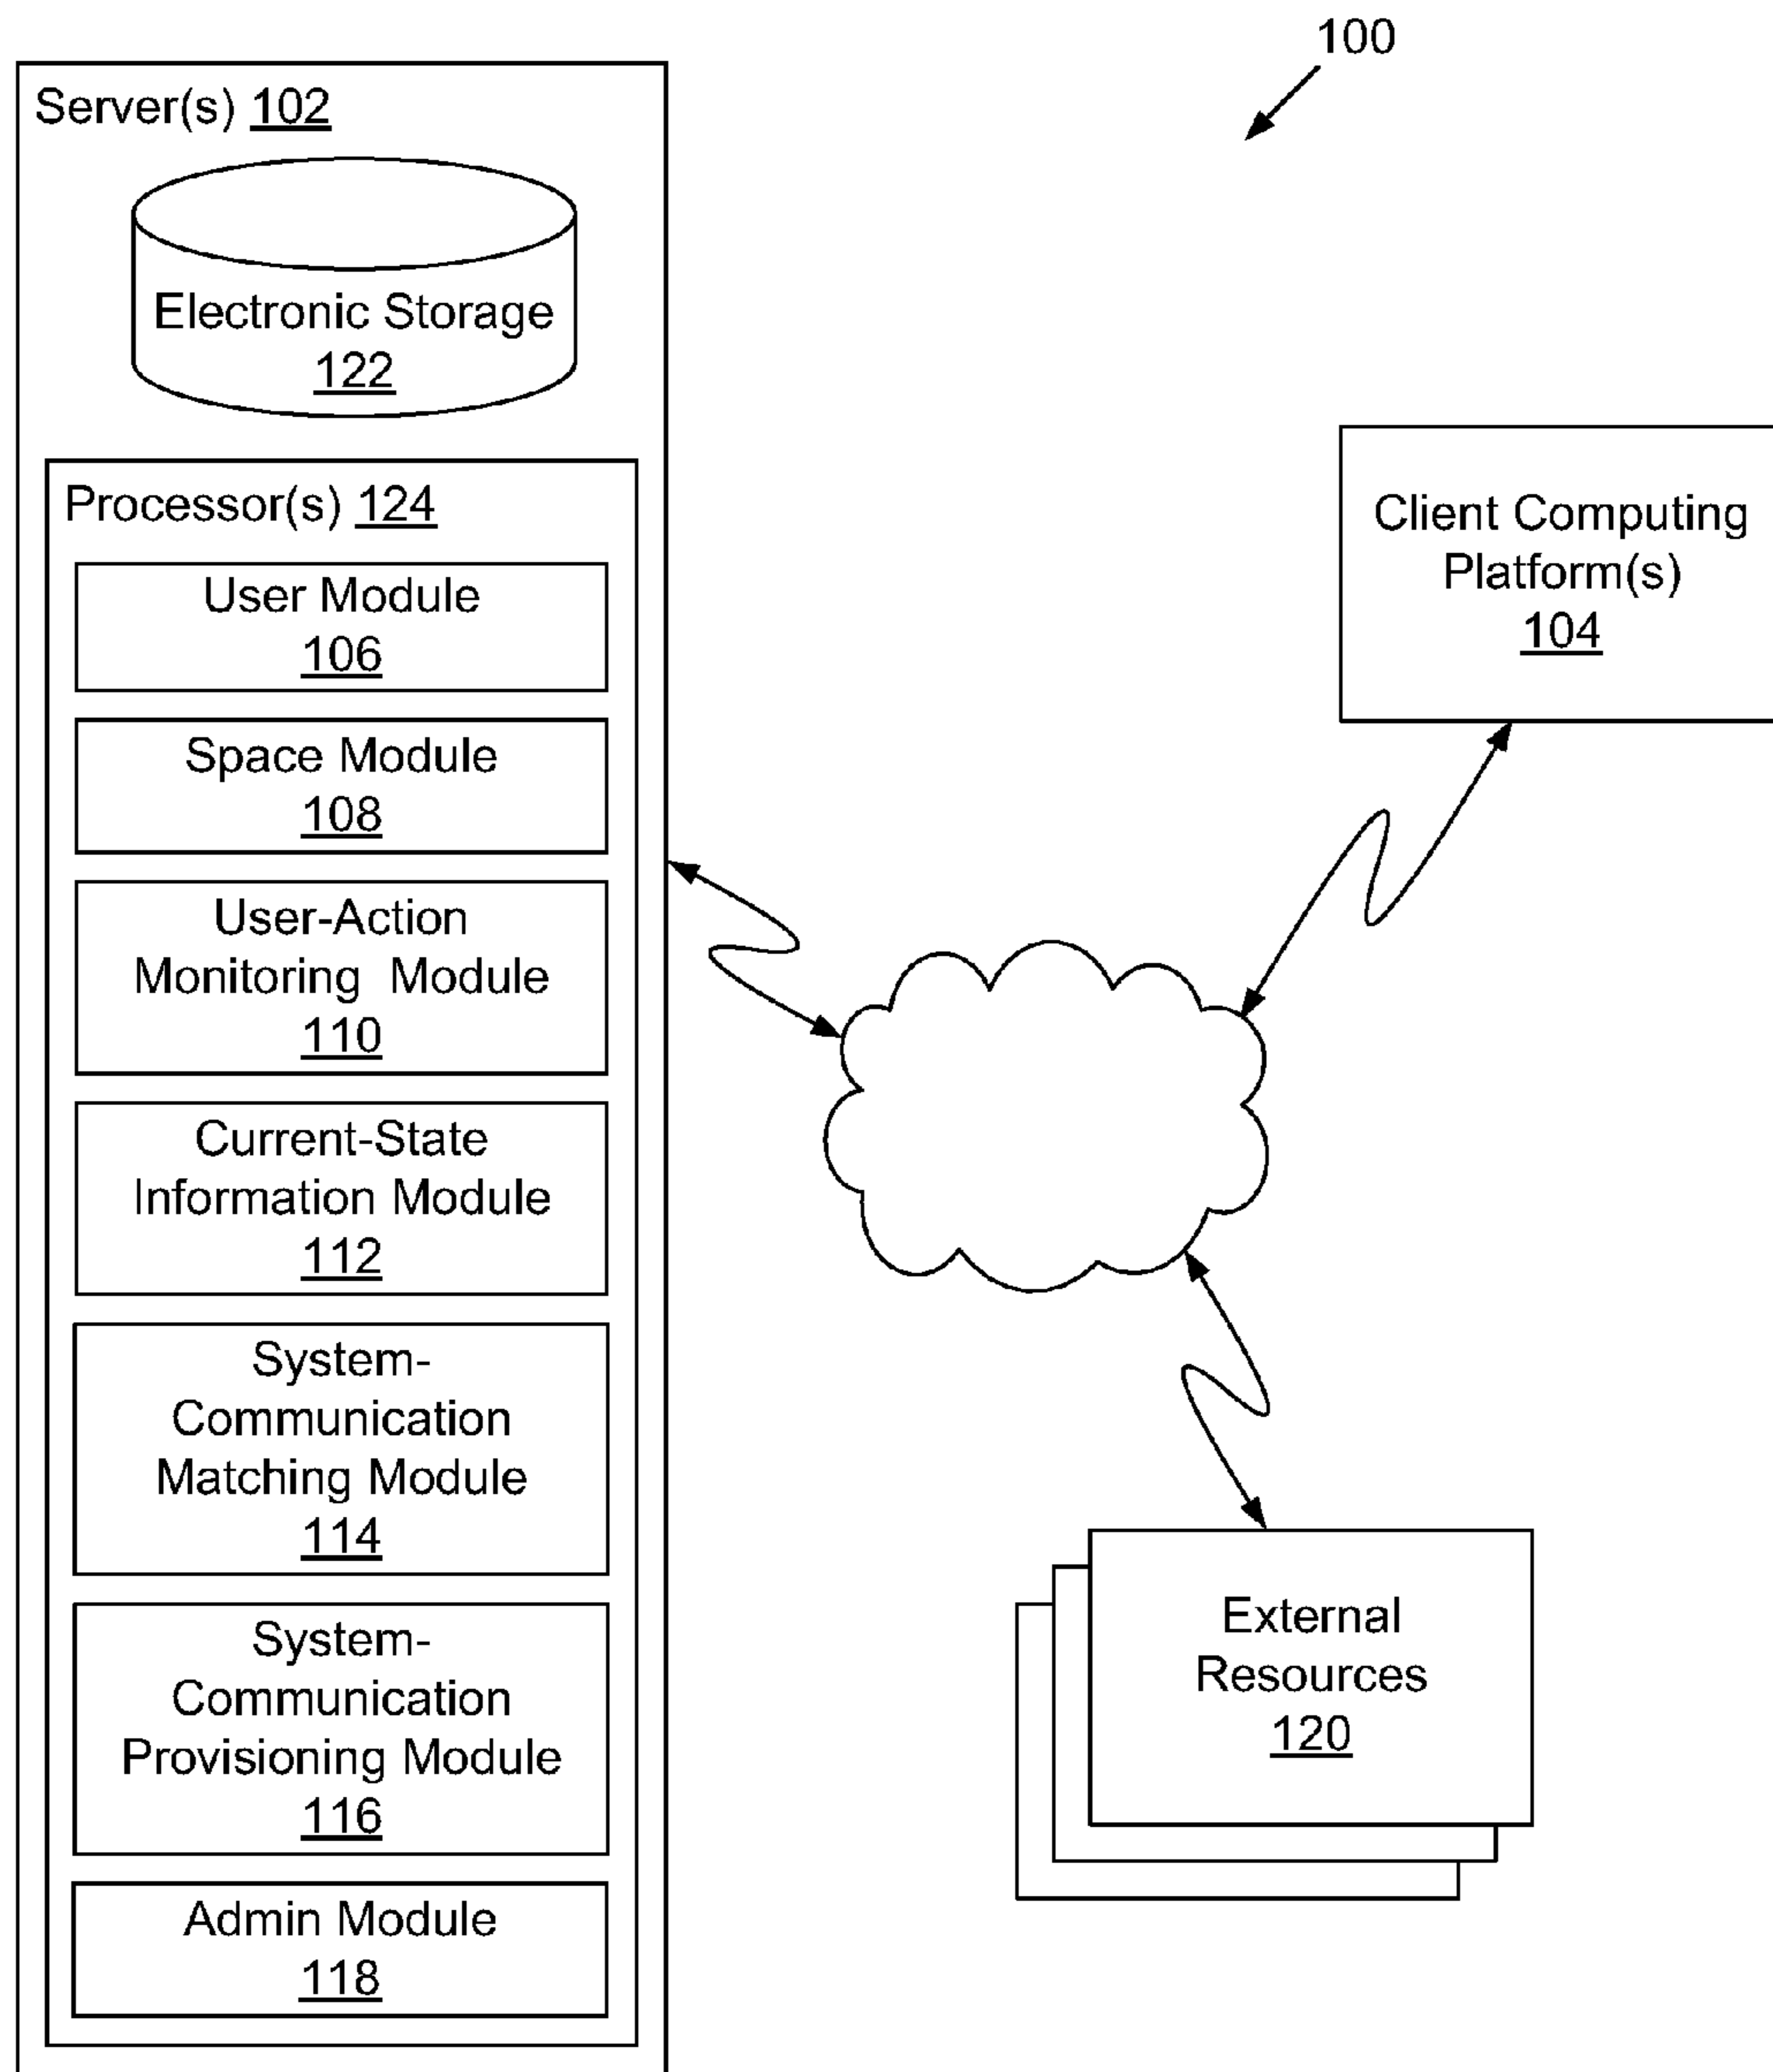 100
Server(s) 102
Electronic Storage
122
Processor(s) 124
User Module
106
Space Module
108
User-Action
Monitoring Module
110
Current-State
Information Module
112
System-
Communication
Matching Module
114
System-
Communication
Provisioning Module
116
Admin Module
118
Client Computing
Platform(s)
104
External
Resources
120